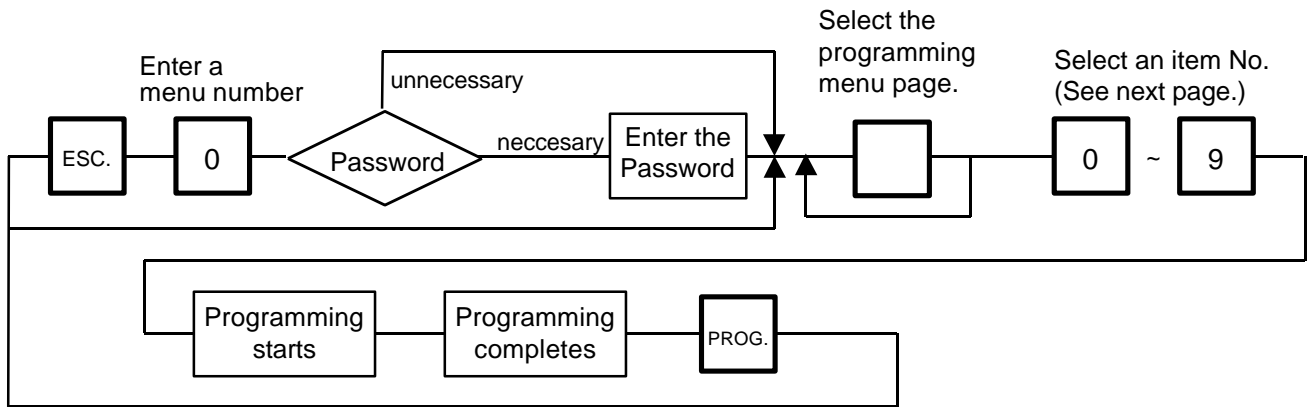 Select the
programming
menu page.
Enter a
menu number
unnecessary
Select an item No.
(See next page.)
ESC.
0
Password
neccesary
Enter the
Password
0
~
9
Programming
starts
Programming
completes
PROG.